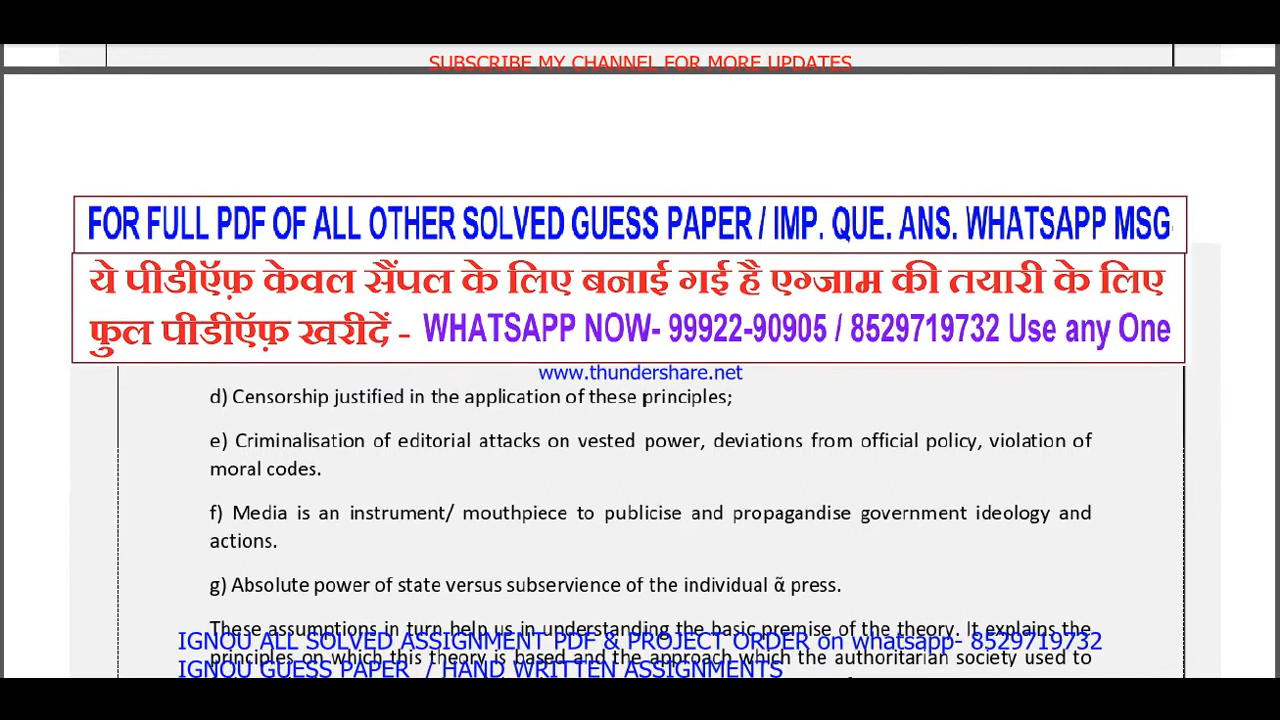 SUBSCRIBE MY CHANNEL FOR MORE UPDATES
FOR FULL PDF OF ALL OTHER SOLVED GUESS PAPER / IMP. QUE. ANS. WHATSAPP MSG
ये पीडीऍफ़ केवल सैंपल के लिए बनाई गई है एग्जाम की तयारी के लिए
फुल पीडीऍफ़ खरीदें - WHATSAPP NOW- 99922-90905 / 8529719732 Use any One
www.thundershare.net
d) Censorship justified in the application of these principles;
e) Criminalisation of editorial attacks on vested power, deviations from official policy, violation of
moral codes.
f) Media is an instrument/ mouthpiece to publicise and propagandise government ideology and
actions.
g) Absolute power of state versus subservience of the individual ᾶ press.
These assumptions in turn help us in understanding the basic premise of the theory. It explains the
IGNOU ALL SOLVED ASSIGNMENT PDF & PROJECT ORDER on whatsapp- 8529719732
principles on which this theory is based and the approach which the authoritarian society used to
IGNOU GUESS PAPER / HAND WRITTEN ASSIGNMENTS